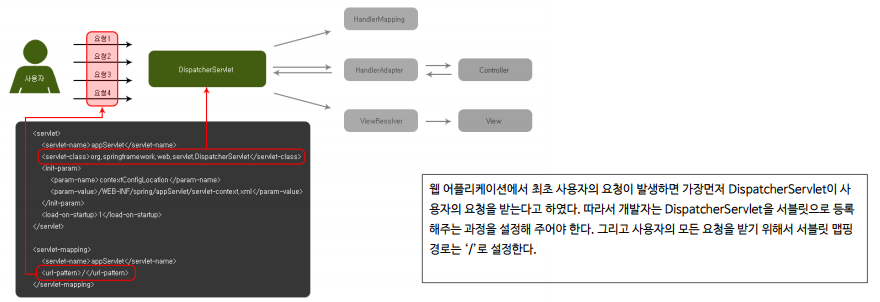 요청1
요청2
요청3
요청4
사용자
DispatcherServlet
HandlerMapping
HandlerAdapter
Controller
ViewResolver
View
<servlet>
<servlet-name>appServlet</servlet-name>
<servlet-class>org.springframework.web.servlet.DispatcherServlet</servlet-class>
<init-param>
<param-name>contextConfigLocation</param-name>
<param-value>/WEB-INF/spring/appServlet/servlet-context.xml</param-value>
</init-param>
<load-on-startup>1</load-on-startup>
</servlet>
<servlet-mapping>
<servlet-name>appServlet</servlet-name>
<url-pattern>/</url-pattern>
</servlet-mapping>
웹 어플리케이션에서 최초 사용자의 요청이 발생하면 가장먼저 DispatcherServlet이 사
용자의 요청을 받는다고 하였다. 따라서 개발자는 DispatcherServlet을 서블릿으로 등록
해주는 과정을 설정해 주어야 한다. 그리고 사용자의 모든 요청을 받기 위해서 서블릿 맵핑
경로는 ‘/’로 설정한다.